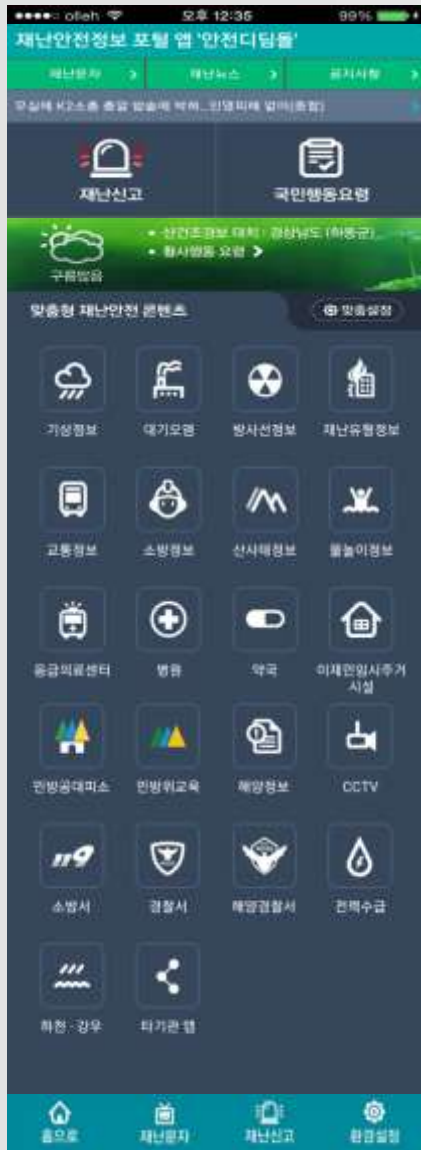 olleh 오후 12:35 99%
재난안전정보 포털 앱 '안전디딤돌'
재난문자 재난뉴스 공지사항
재난신고 국민행동요령
건조경보 대치 : 경상남도 (하동군)
황사행동 요령
구름많음
맞춤형 재난안전 콘텐츠 맞춤설정
기상정보 대기오염 방사선정보 재난유형정보
교통정보 소방정보 산사태정보 물놀이정보
응급의료센터 병원 약국 이재민임시주거
시설
민방공대피소 민방위교육 해양정보 CCTV
119
소방서 경찰서 해양경찰서 전력수급
하천 · 강우 타기관 앱
홈으로 재난문자 재난신고 환경설정